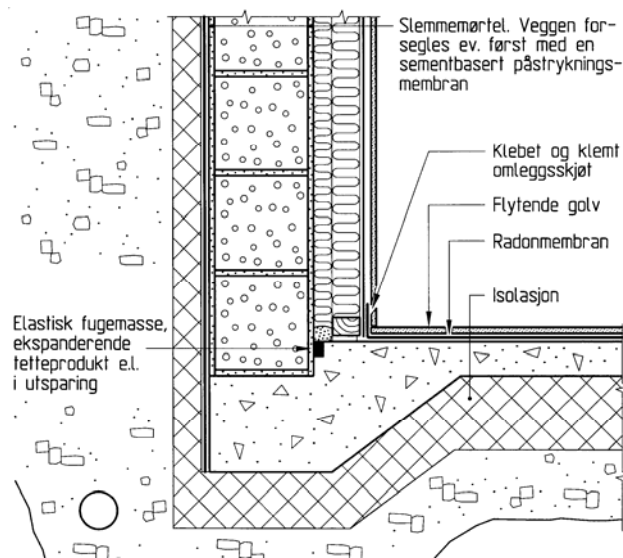 Slemmemørtel. Veggen for-
segles ev. først med en
sementbasert påstryknings-
membran
Klebet og klemt
omleggsskjøt
Flytende golv
Radonmembran
Isolasjon
Elastisk fugemasse,
ekspanderende
tetteprodukt e.l.
i utsparing